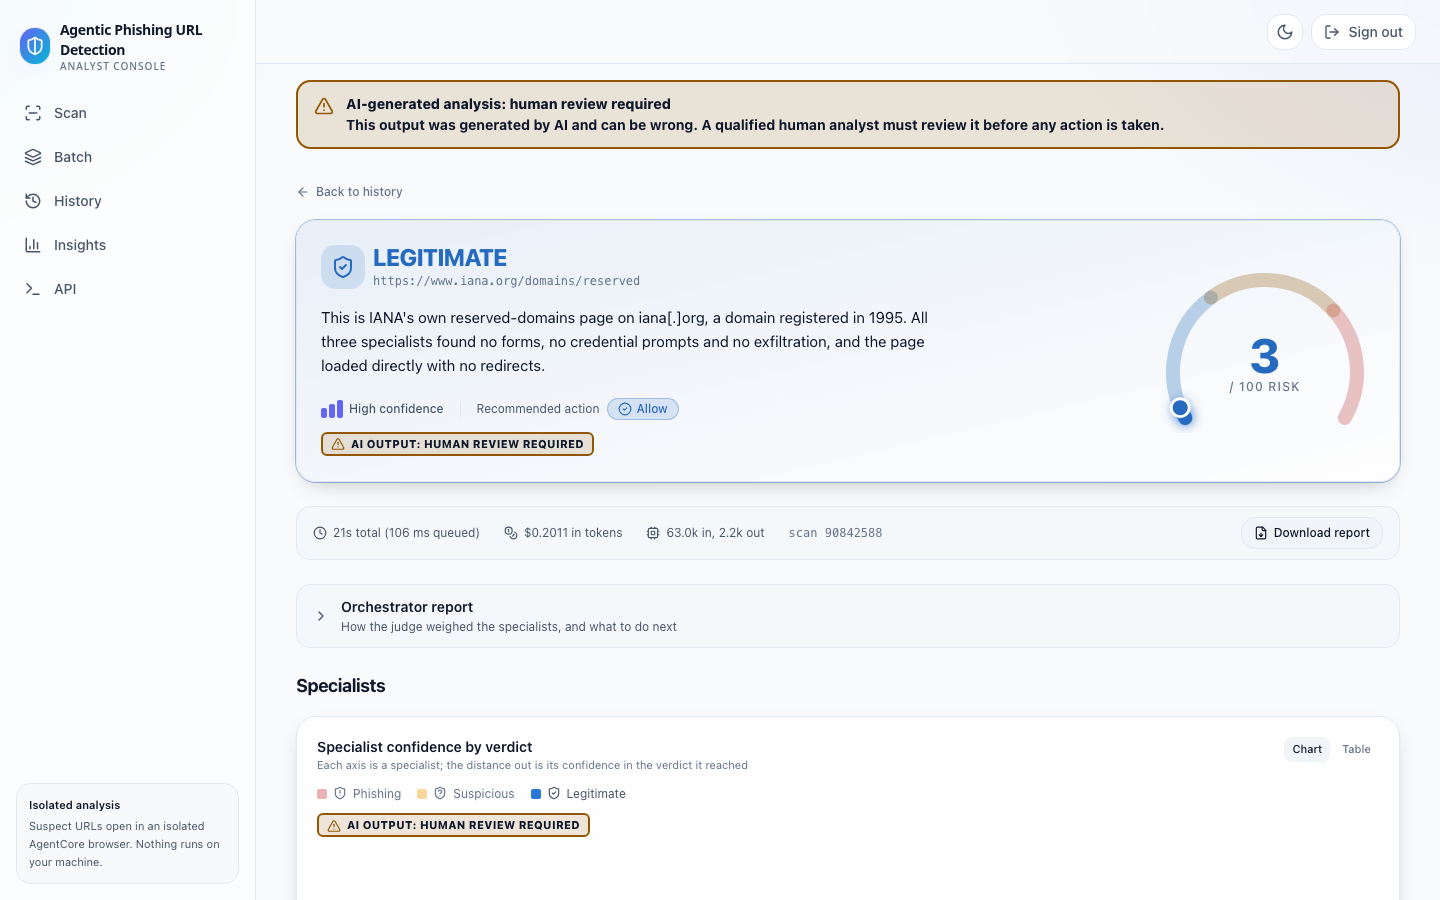 Agentic Phishing URL
Detection
ANALYST CONSOLE
Scan
Batch
History
Insights
API
Isolated analysis
Suspect URLs open in an isolated
AgentCore browser. Nothing runs on
your machine.
Sign out
AI-generated analysis: human review required
This output was generated by AI and can be wrong. A qualified human analyst must review it before any action is taken.
Back to history
LEGITIMATE
https://www.iana.org/domains/reserved
This is IANA's own reserved-domains page on iana[.]org, a domain registered in 1995. All
three specialists found no forms, no credential prompts and no exfiltration, and the page
loaded directly with no redirects.
High confidence
Recommended action
Allow
AI OUTPUT: HUMAN REVIEW REQUIRED
3
/ 100 RISK
21s total (106 ms queued)
$0.2011 in tokens
63.0k in, 2.2k out
scan 90842588
Download report
Orchestrator report
How the judge weighed the specialists, and what to do next
Specialists
Specialist confidence by verdict
Each axis is a specialist; the distance out is its confidence in the verdict it reached
Chart
Table
Phishing
Suspicious
Legitimate
AI OUTPUT: HUMAN REVIEW REQUIRED